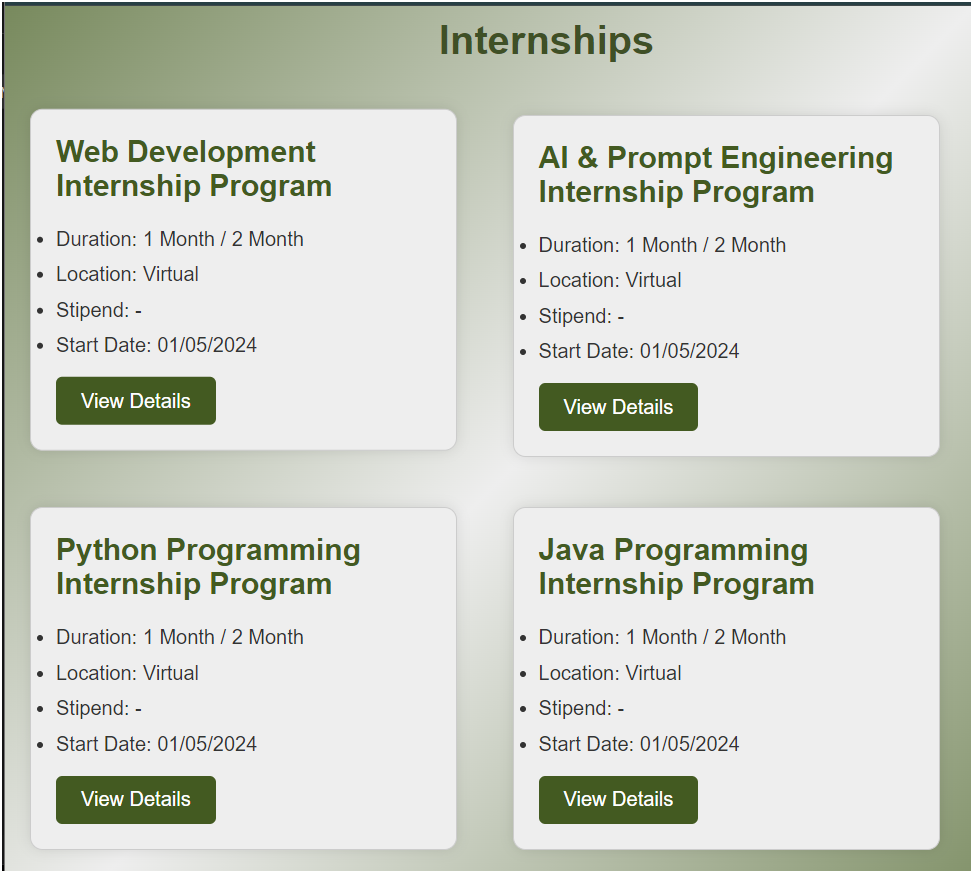 Internships
Web Development
Internship Program
Duration: 1 Month / 2 Month
Location: Virtual
Stipend: -
Start Date: 01/05/2024
View Details
AI & Prompt Engineering
Internship Program
Duration: 1 Month / 2 Month
Location: Virtual
Stipend: -
Start Date: 01/05/2024
View Details
Python Programming
Internship Program
Duration: 1 Month / 2 Month
Location: Virtual
Stipend: -
Start Date: 01/05/2024
View Details
Java Programming
Internship Program
Duration: 1 Month / 2 Month
Location: Virtual
Stipend: -
Start Date: 01/05/2024
View Details